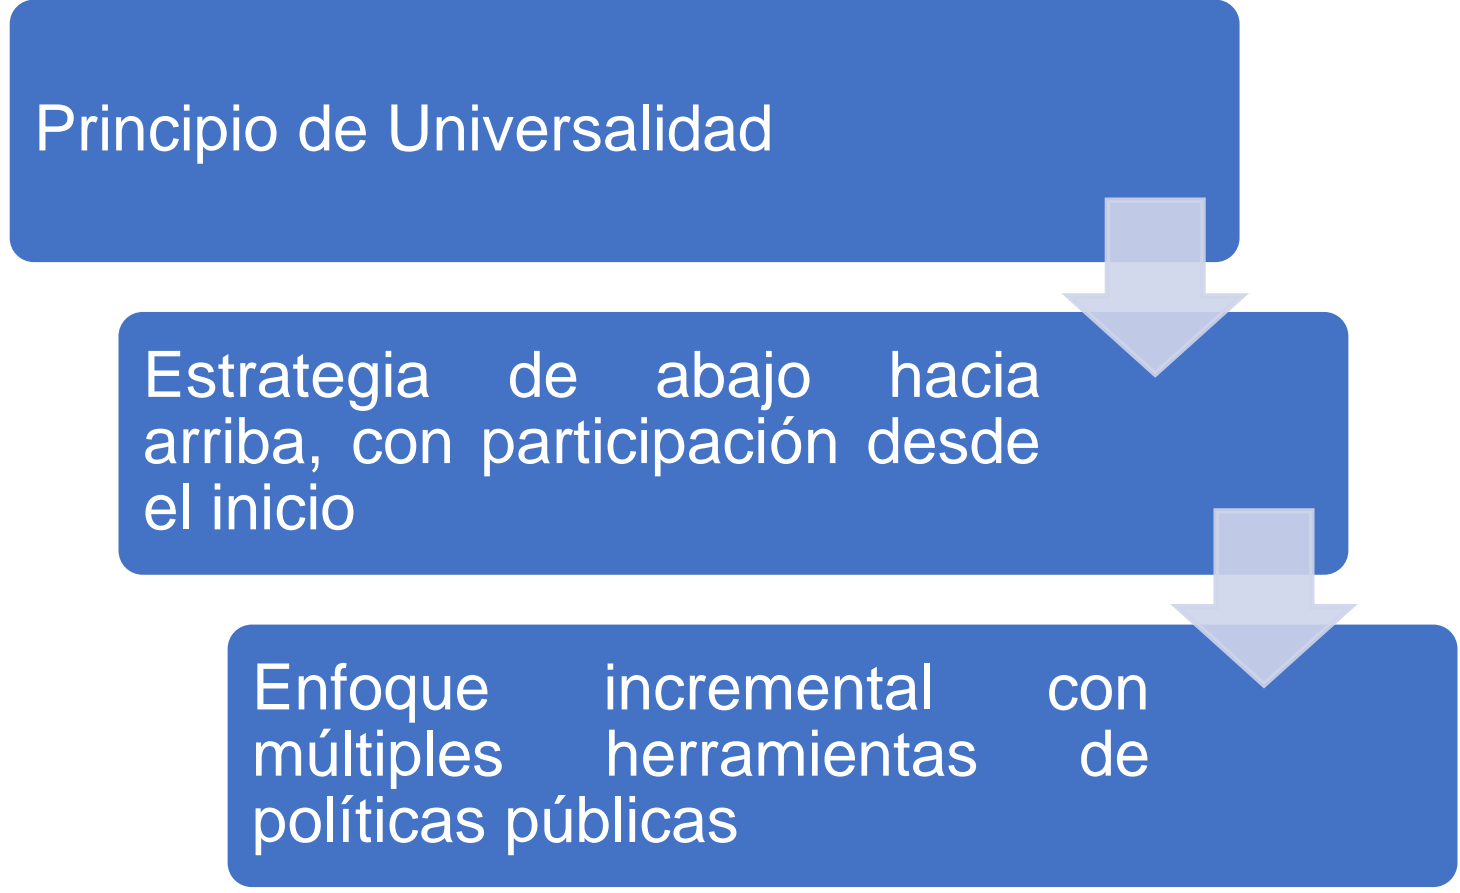 Principio de Universalidad
Estrategia de abajo hacia
arriba, con participación desde
el inicio
Enfoque incremental con
múltiples herramientas de
políticas públicas